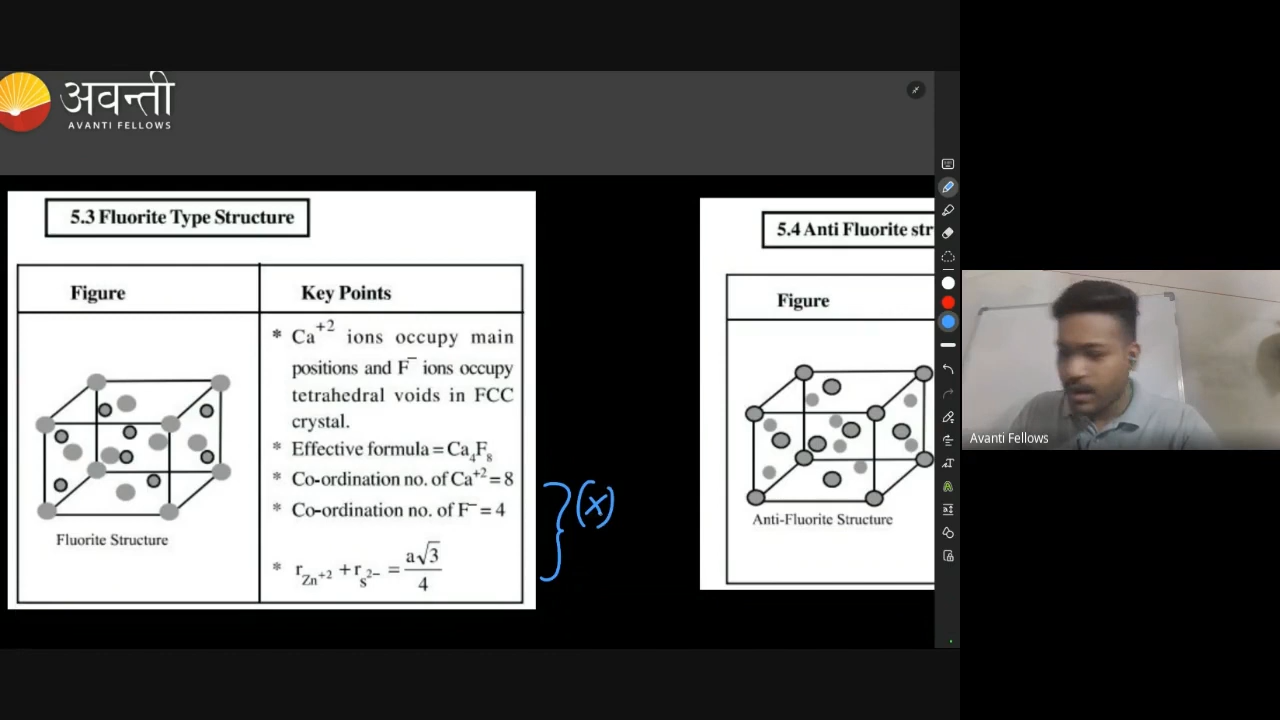 अवन्ती
AVANTI FELLOWS
5.3 Fluorite Type Structure
Figure
Key Points
* Ca⁺² ions occupy main
positions and F⁻ ions occupy
tetrahedral voids in FCC
crystal.
* Effective formula = Ca₄F₈
* Co-ordination no. of Ca⁺² = 8
* Co-ordination no. of F⁻ = 4
* r_Zn⁺² + r_s²⁻ = a√3/4
Fluorite Structure
} (x)
5.4 Anti Fluorite str
Figure
Anti-Fluorite Structure
Avanti Fellows